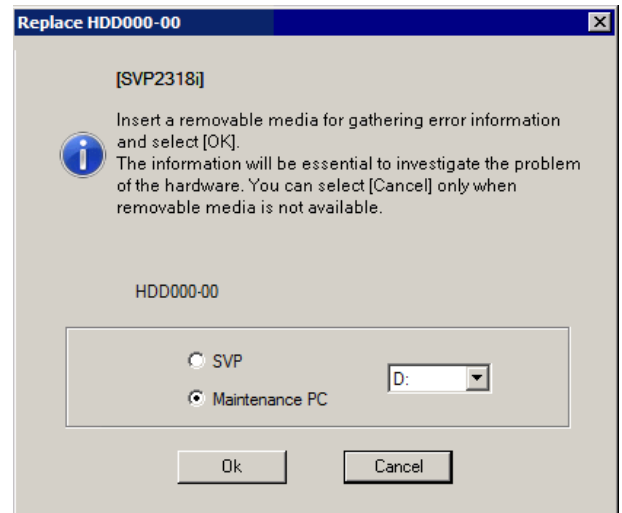 Replace HDD000-00
[SVP2318i]
Insert a removable media for gathering error information
and select [OK].
The information will be essential to investigate the problem
of the hardware. You can select [Cancel] only when
removable media is not available.
HDD000-00
SVP
D:
Maintenance PC
Ok
Cancel